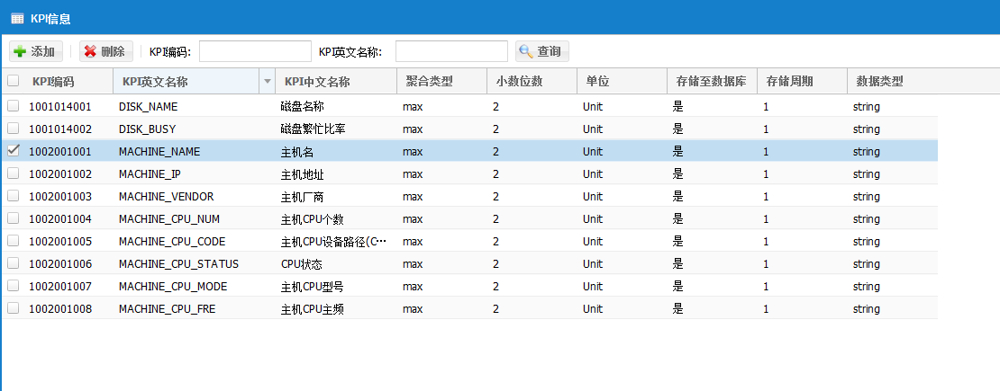 KPI信息
添加 删除 KPI编码: KPI英文名称: 查询
KPI编码 KPI英文名称 KPI中文名称 聚合类型 小数位数 单位 存储至数据库 存储周期 数据类型
1001014001 DISK_NAME 磁盘名称 max 2 Unit 是 1 string
1001014002 DISK_BUSY 磁盘繁忙比率 max 2 Unit 是 1 string
1002001001 MACHINE_NAME 主机名 max 2 Unit 是 1 string
1002001002 MACHINE_IP 主机地址 max 2 Unit 是 1 string
1002001003 MACHINE_VENDOR 主机厂商 max 2 Unit 是 1 string
1002001004 MACHINE_CPU_NUM 主机CPU个数 max 2 Unit 是 1 string
1002001005 MACHINE_CPU_CODE 主机CPU设备路径(C… max 2 Unit 是 1 string
1002001006 MACHINE_CPU_STATUS CPU状态 max 2 Unit 是 1 string
1002001007 MACHINE_CPU_MODE 主机CPU型号 max 2 Unit 是 1 string
1002001008 MACHINE_CPU_FRE 主机CPU主频 max 2 Unit 是 1 string